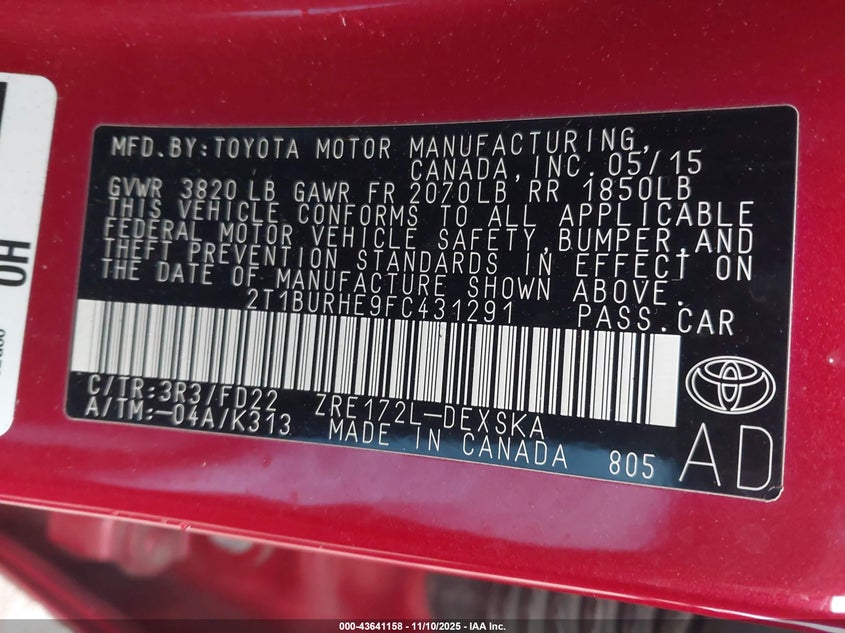 MFD.BY:TOYOTA MOTOR MANUFACTURING,
CANADA,INC. 05/15
GVWR 3820 LB GAWR FR 2070LB RR 1850LB
THIS VEHICLE CONFORMS TO ALL APPLICABLE
FEDERAL MOTOR VEHICLE SAFETY,BUMPER,AND
THEFT PREVENTION STANDARDS IN EFFECT ON
THE DATE OF MANUFACTURE SHOWN ABOVE.
2T1BURHE9FC431291 PASS.CAR
C/TR:3R3/FD22 ZRE172L-DEXSKA
A/TM:-04A/K313 MADE IN CANADA 805
AD
OH
000-43641158 - 11/10/2025 - IAA Inc.